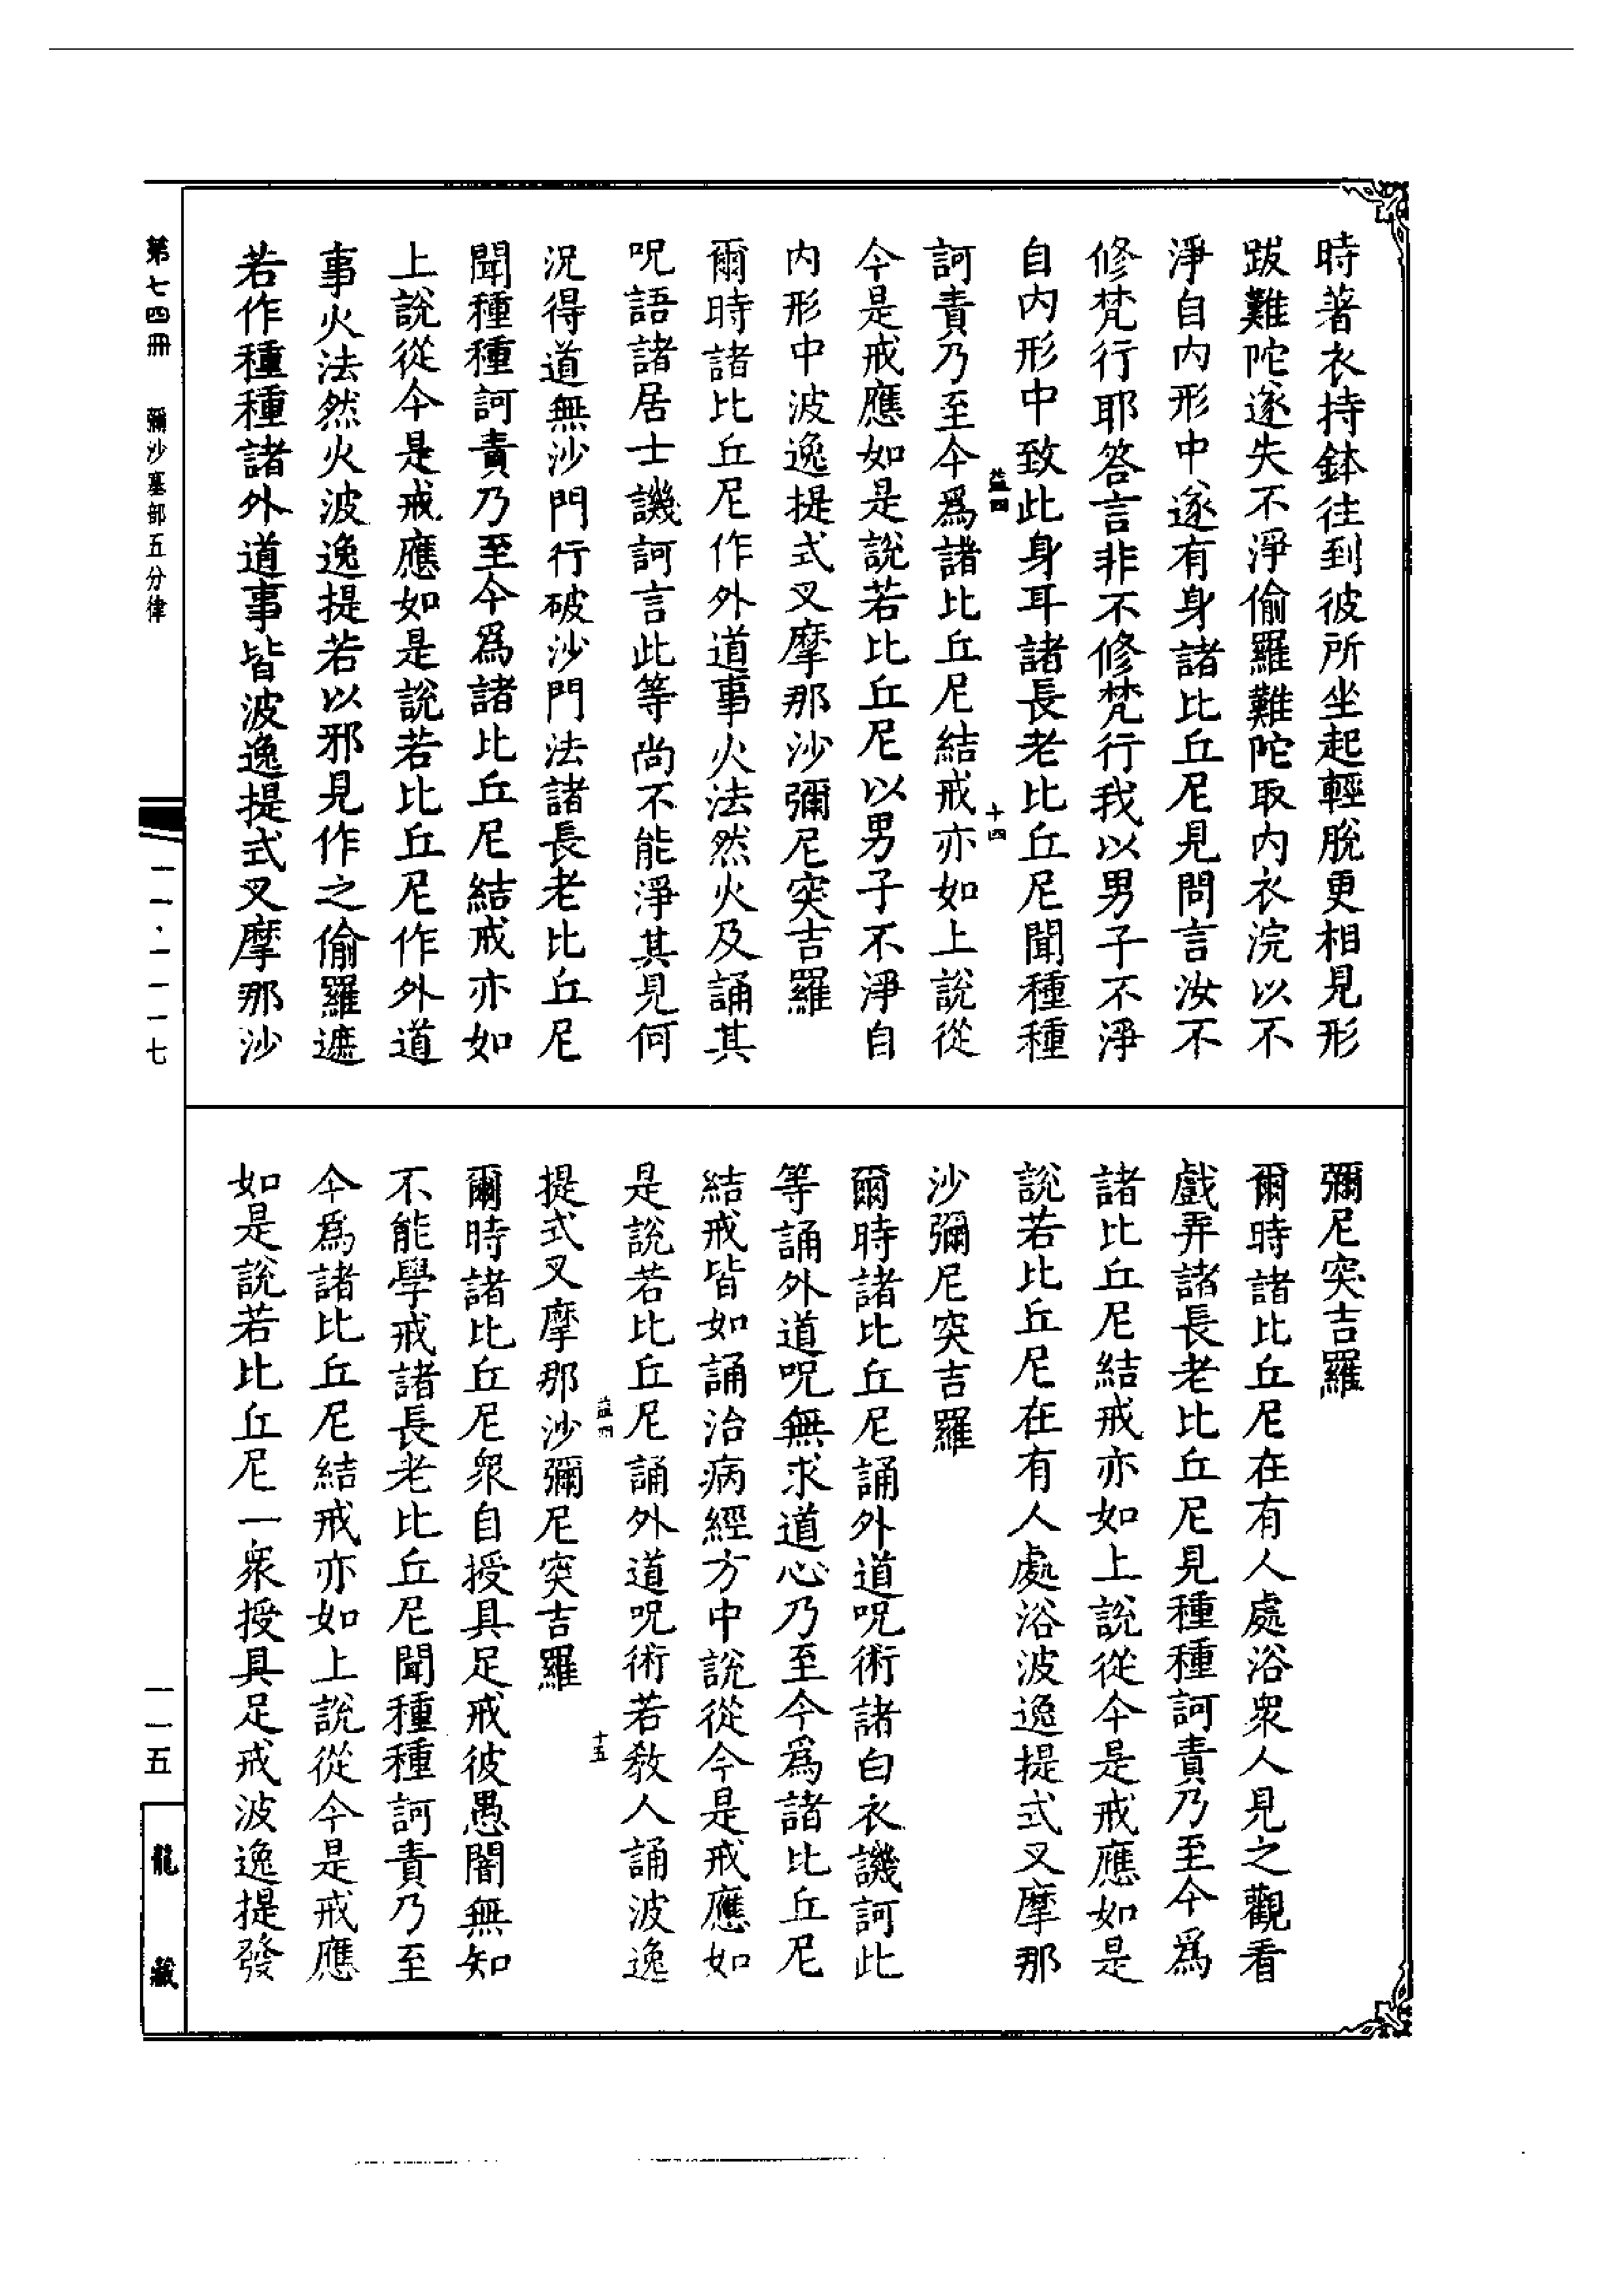 時著衣持鉢往到彼所坐起輕脫更相見形
跋難陀遂失不淨偷羅難陀取內衣浣以不
淨自內形中遂有身諸比丘尼見問言汝不
修梵行耶答言非不修梵行我以男子不淨
自內形中致此身耳諸長老比丘尼聞種種
益四 十四
訶責乃至今爲諸比丘尼結戒亦如上說從
今是戒應如是說若比丘尼以男子不淨自
內形中波逸提式叉摩那沙彌尼突吉羅
爾時諸比丘尼作外道事火法然火及誦其
呪語諸居士譏訶言此等尚不能淨其見何
況得道無沙門行破沙門法諸長老比丘尼
聞種種訶責乃至今爲諸比丘尼結戒亦如
上說從今是戒應如是說若比丘尼作外道
事火法然火波逸提若以邪見作之偷羅遮
若作種種諸外道事皆波逸提式叉摩那沙
彌尼突吉羅
爾時諸比丘尼在有人處浴衆人見之觀看
戲弄諸長老比丘尼見種種訶責乃至今爲
諸比丘尼結戒亦如上說從今是戒應如是
說若比丘尼在有人處浴波逸提式叉摩那
沙彌尼突吉羅
爾時諸比丘尼誦外道呪術諸白衣譏訶此
等誦外道呪無求道心乃至今爲諸比丘尼
結戒皆如誦治病經方中說從今是戒應如
是說若比丘尼誦外道呪術若教人誦波逸
益四 十五
提式叉摩那沙彌尼突吉羅
爾時諸比丘尼衆自授具足戒彼愚闇無知
不能學戒諸長老比丘尼聞種種訶責乃至
今爲諸比丘尼結戒亦如上說從今是戒應
如是說若比丘尼一衆授具足戒波逸提發
第七四冊 彌沙塞部五分律
一一·一一一七
一一五
龍藏